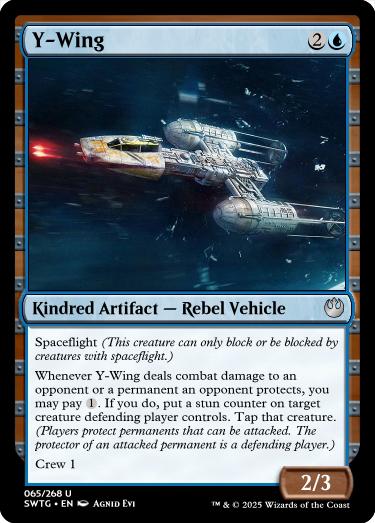 Y-Wing 2
Kindred Artifact — Rebel Vehicle
Spaceflight (This creature can only block or be blocked by
creatures with spaceflight.)
Whenever Y-Wing deals combat damage to an
opponent or a permanent an opponent protects, you
may pay 1. If you do, put a stun counter on target
creature defending player controls. Tap that creature.
(Players protect permanents that can be attacked. The
protector of an attacked permanent is a defending player.)
Crew 1
2/3
065/268 U
SWTG • EN Agnid Evi
™ & © 2025 Wizards of the Coast